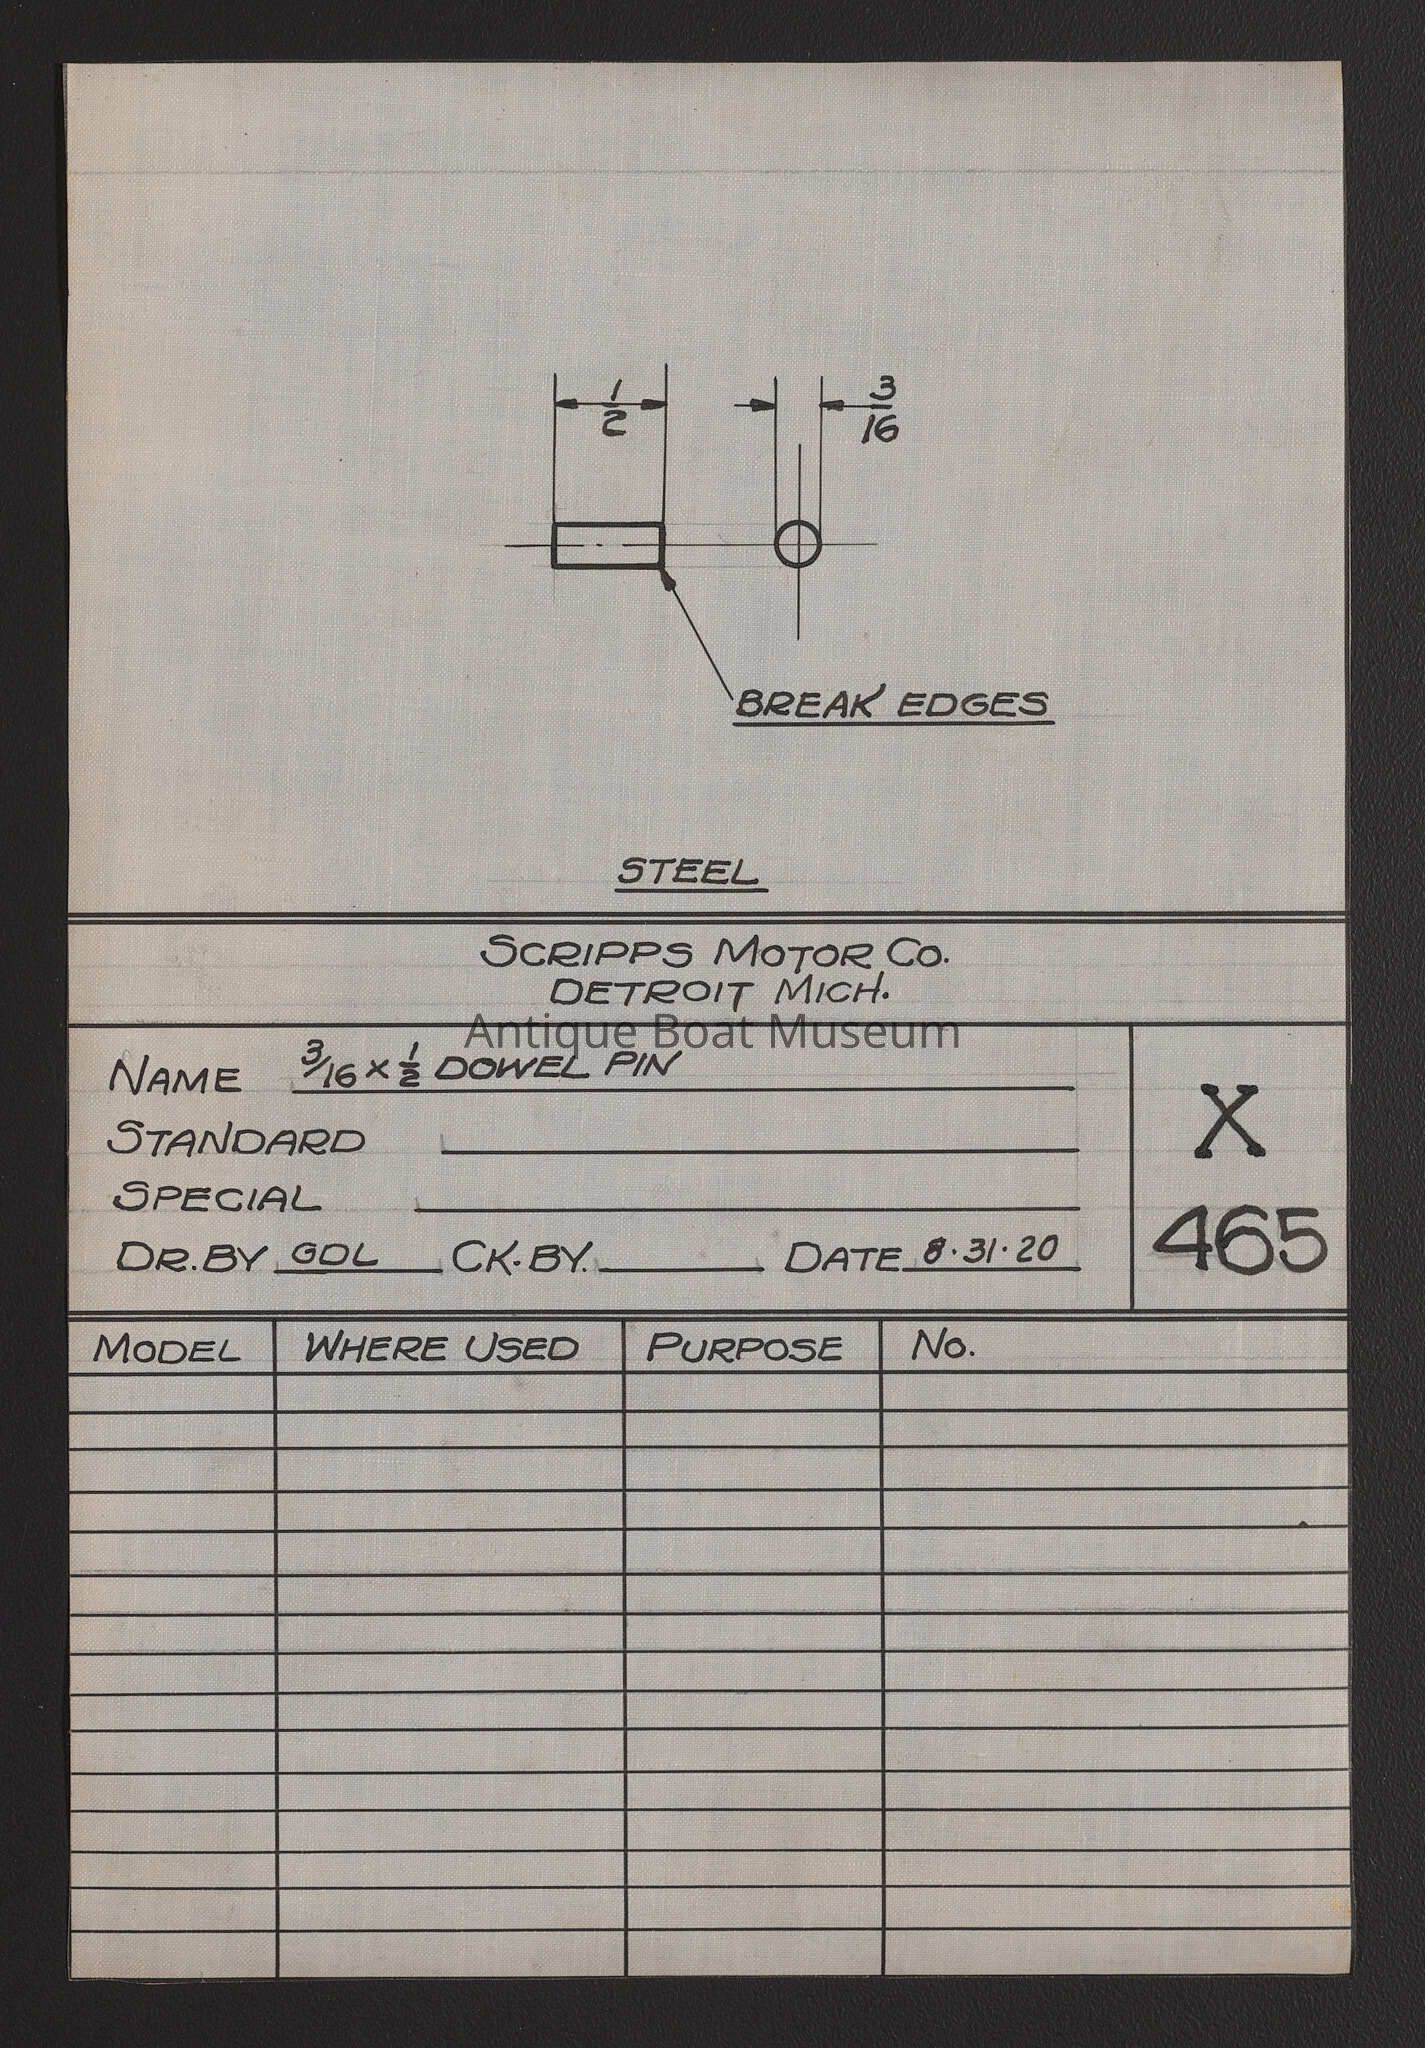 1/2
3/16
BREAK EDGES
STEEL
SCRIPPS MOTOR CO.
DETROIT MICH.
Antique Boat Museum
NAME 3/16 x 1/2 DOWEL PIN
STANDARD
SPECIAL
DR. BY GDL CK. BY. DATE 8·31·20
X
465
MODEL WHERE USED PURPOSE NO.